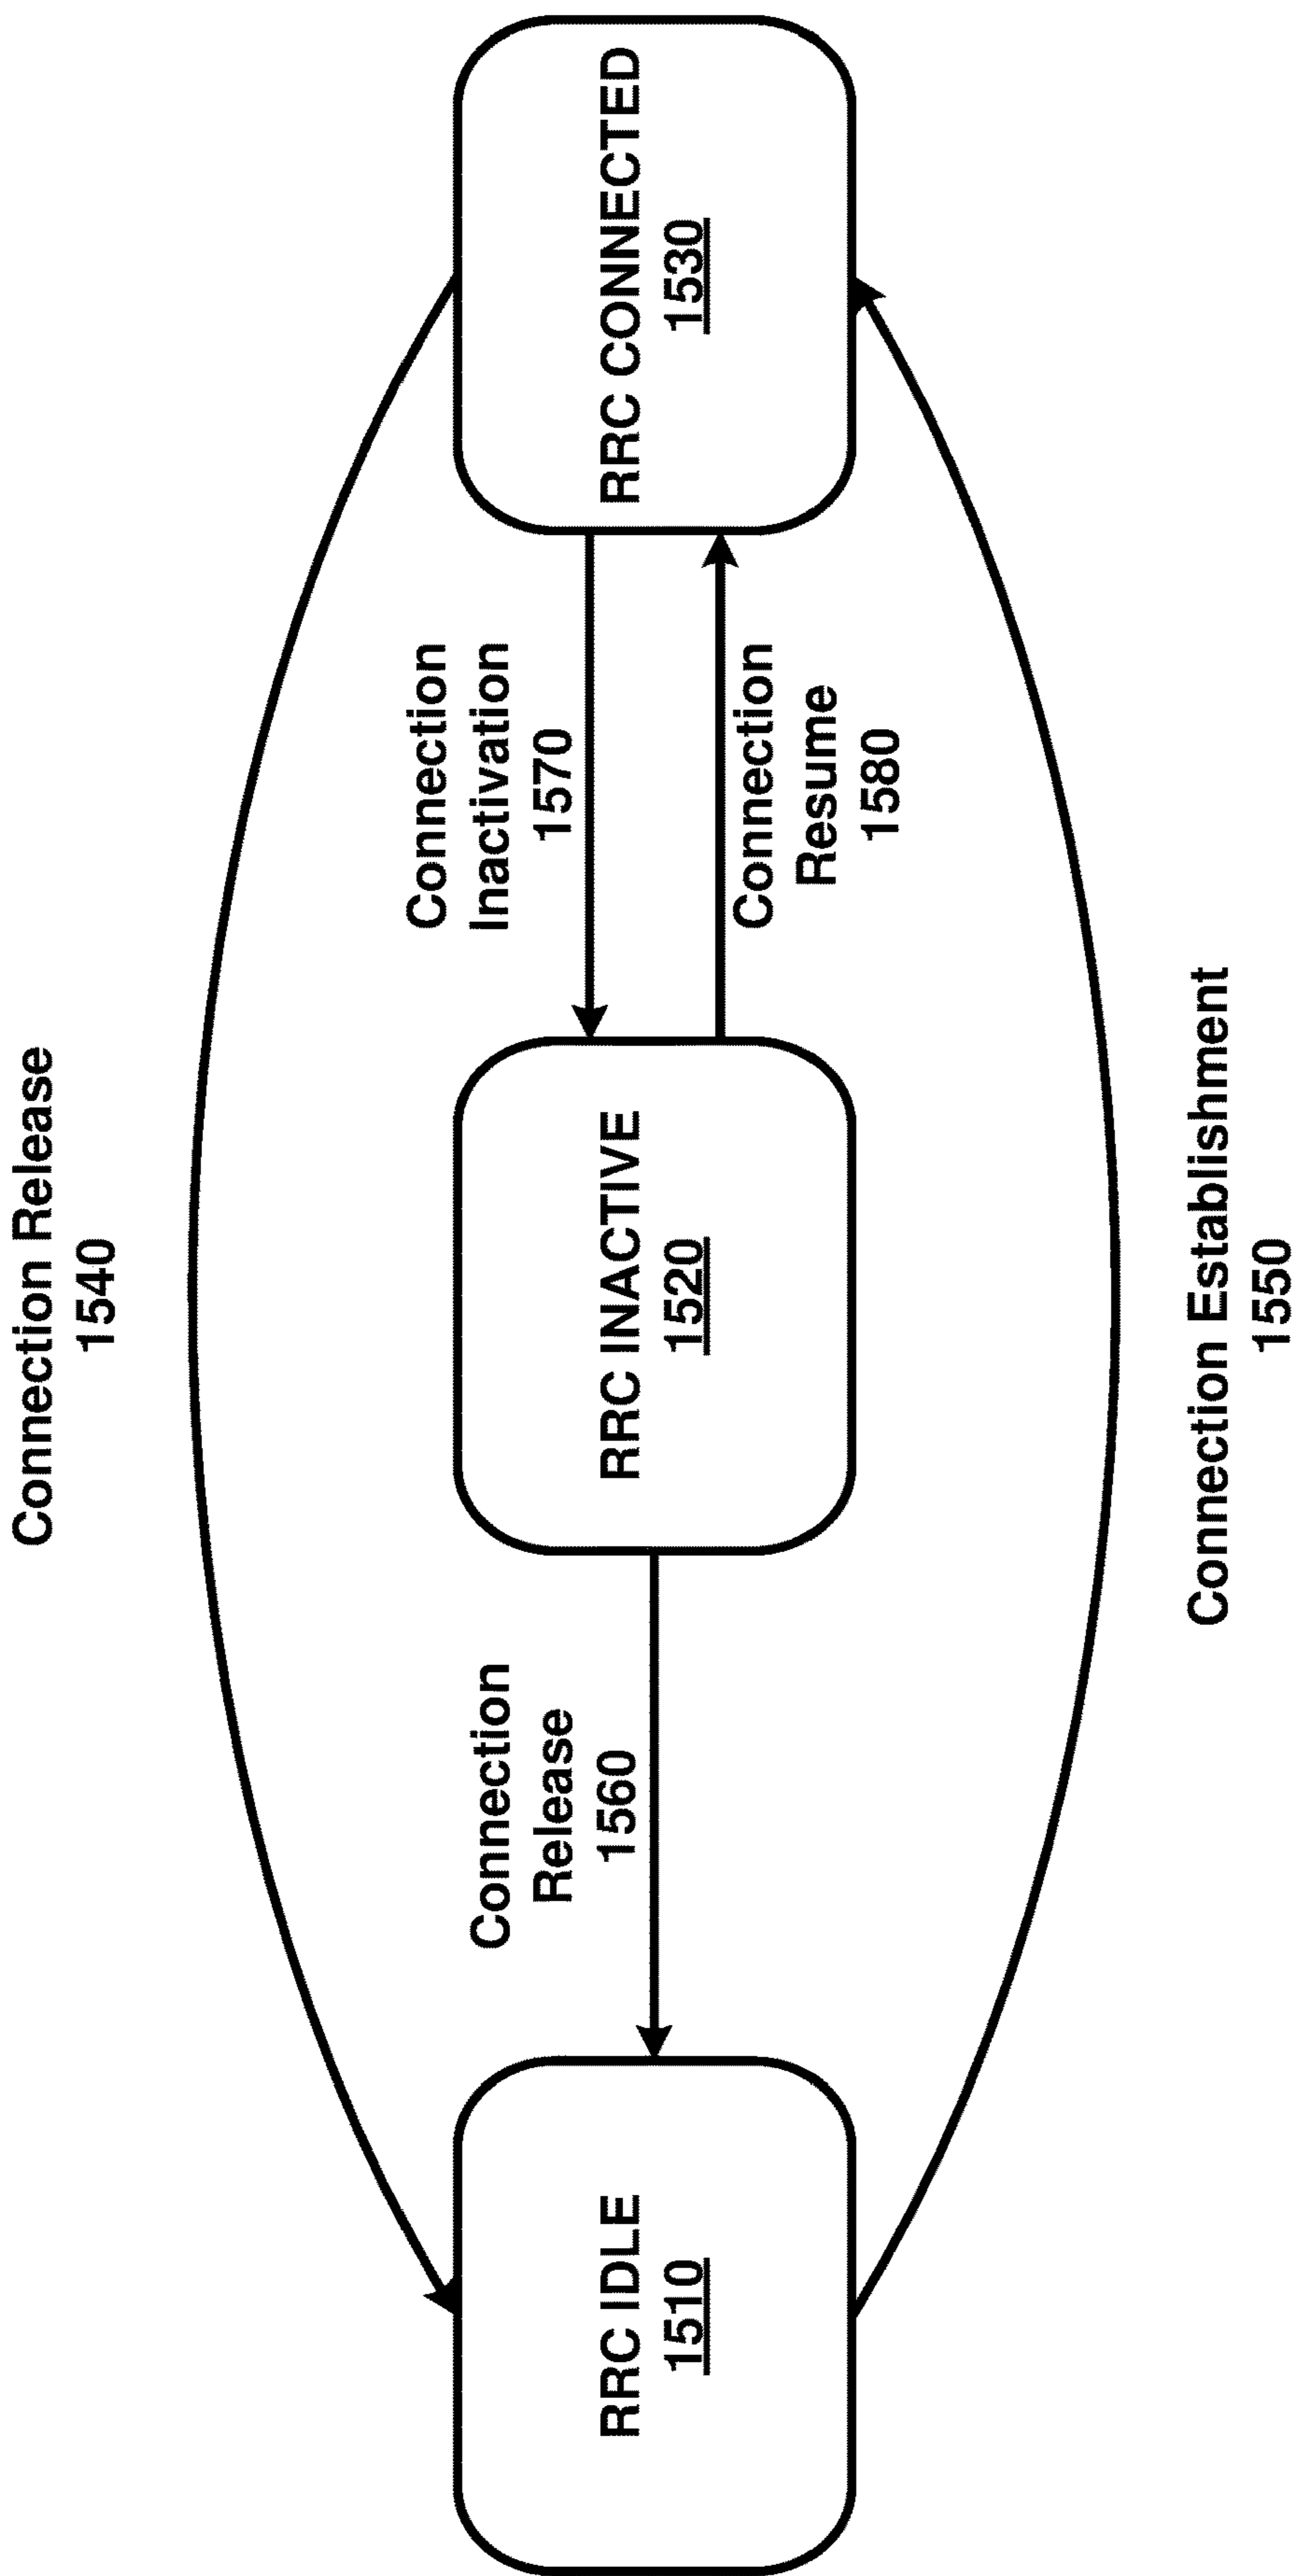 Connection Release
1540
RRC IDLE
1510
Connection
Release
1560
RRC INACTIVE
1520
Connection
Inactivation
1570
Connection
Resume
1580
RRC CONNECTED
1530
Connection Establishment
1550